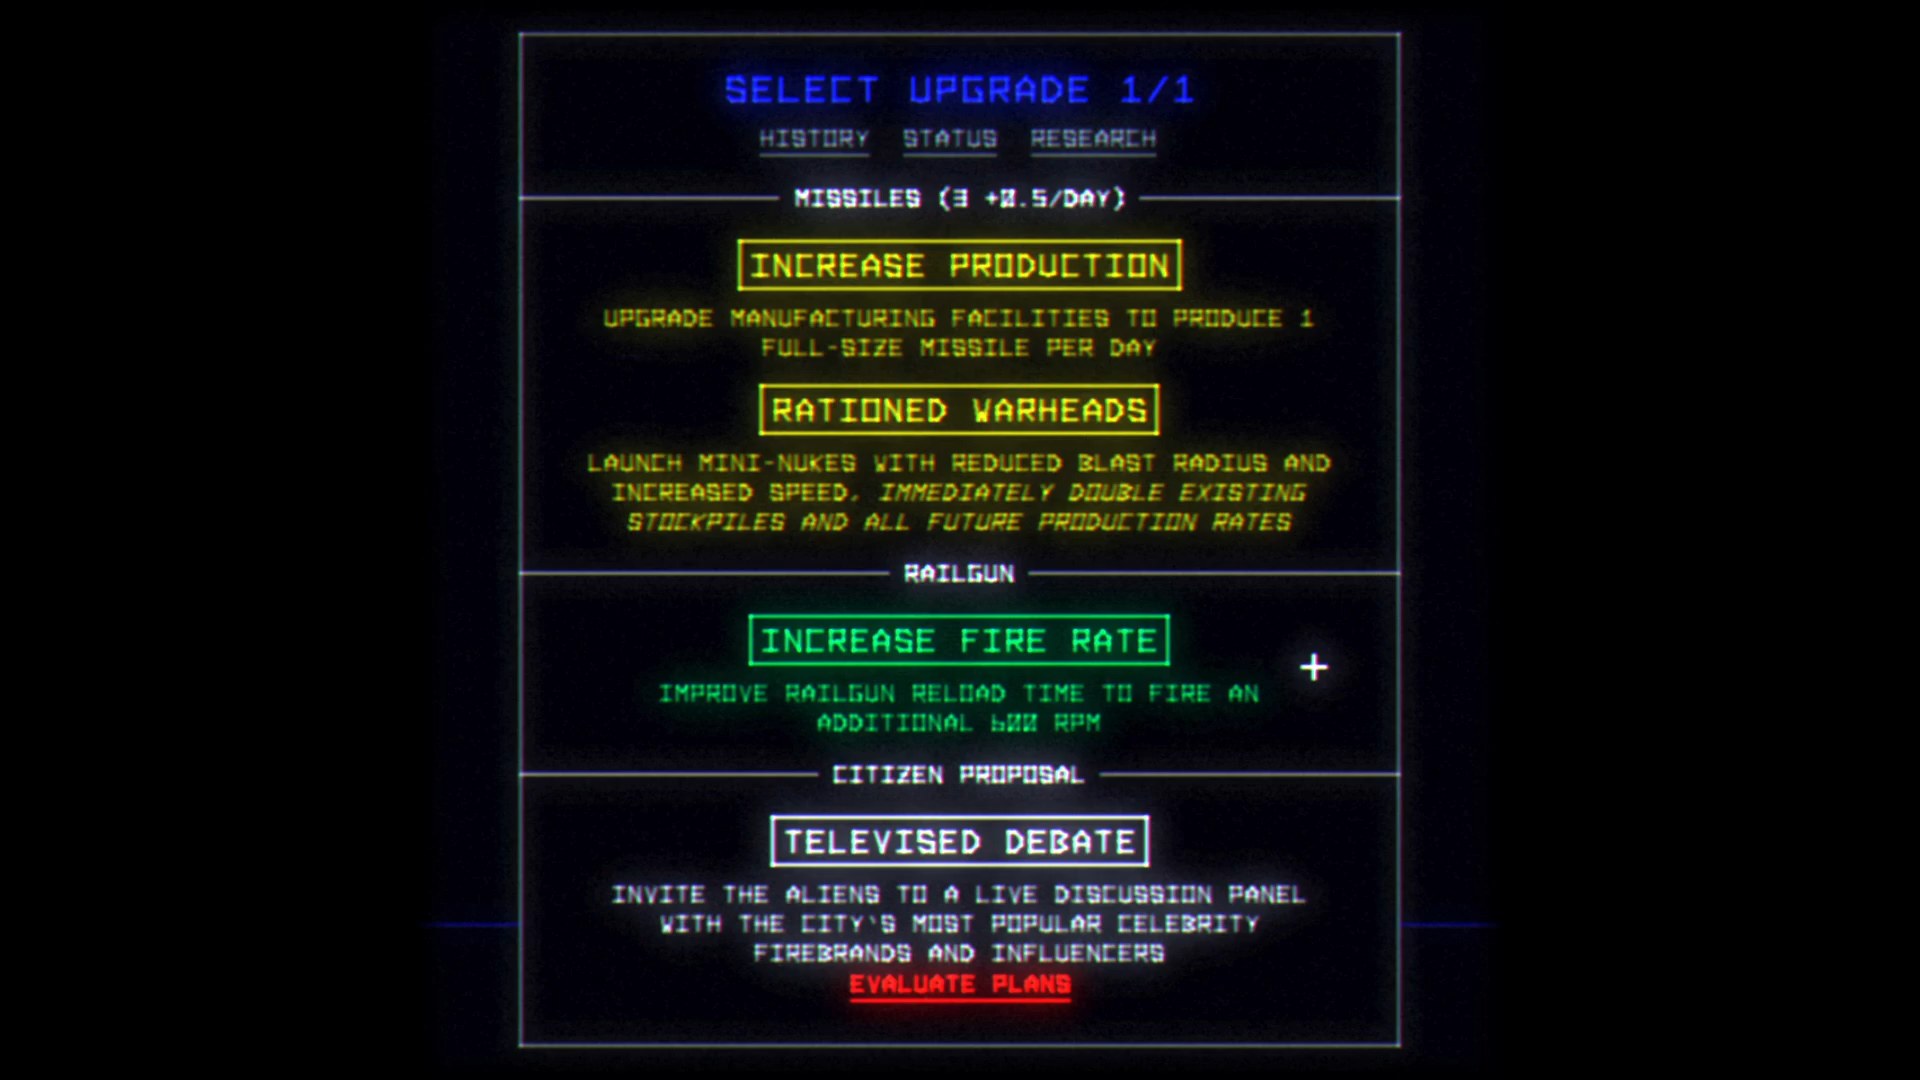 SELECT UPGRADE 1/1
HISTORY STATUS RESEARCH
MISSILES (3 +0.5/DAY)
INCREASE PRODUCTION
UPGRADE MANUFACTURING FACILITIES TO PRODUCE 1
FULL-SIZE MISSILE PER DAY
RATIONED WARHEADS
LAUNCH MINI-NUKES WITH REDUCED BLAST RADIUS AND
INCREASED SPEED. IMMEDIATELY DOUBLE EXISTING
STOCKPILES AND ALL FUTURE PRODUCTION RATES
RAILGUN
INCREASE FIRE RATE
IMPROVE RAILGUN RELOAD TIME TO FIRE AN
ADDITIONAL 600 RPM
CITIZEN PROPOSAL
TELEVISED DEBATE
INVITE THE ALIENS TO A LIVE DISCUSSION PANEL
WITH THE CITY'S MOST POPULAR CELEBRITY
FIREBRANDS AND INFLUENCERS
EVALUATE PLANS